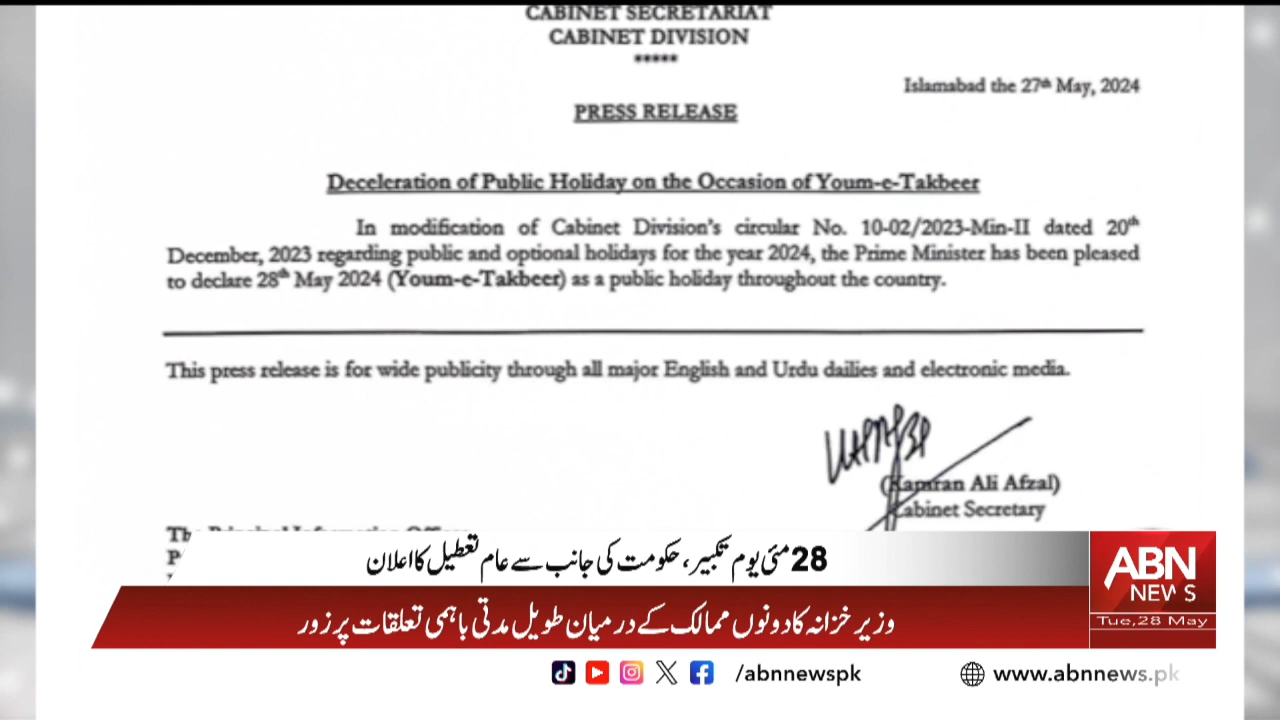 CABINET SECRETARIAT
CABINET DIVISION
*****
Islamabad the 27th May, 2024
PRESS RELEASE
Deceleration of Public Holiday on the Occasion of Youm-e-Takbeer
In modification of Cabinet Division's circular No. 10-02/2023-Min-II dated 20th
December, 2023 regarding public and optional holidays for the year 2024, the Prime Minister has been pleased
to declare 28th May 2024 (Youm-e-Takbeer) as a public holiday throughout the country.
This press release is for wide publicity through all major English and Urdu dailies and electronic media.
(Kamran Ali Afzal)
Cabinet Secretary
28 مئی یوم تکبیر، حکومت کی جانب سے عام تعطیل کا اعلان
وزیر خزانہ کا دونوں ممالک کے درمیان طویل مدتی باہمی تعلقات پر زور
ABN
NEWS
Tue,28 May
/abnnewspk
www.abnnews.pk